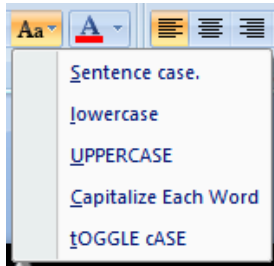 Aa A
Sentence case.
lowercase
UPPERCASE
Capitalize Each Word
tOGGLE cASE